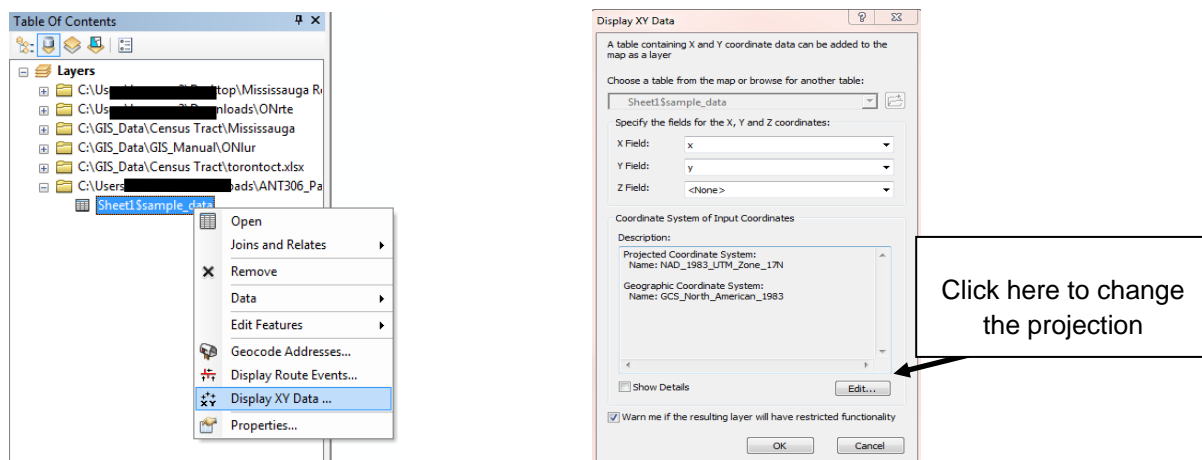 Table Of Contents
Layers
C:\Us top\Mississauga R
C:\Us nloads\ONrte
C:\GIS_Data\Census Tract\Mississauga
C:\GIS_Data\GIS_Manual\ONlur
C:\GIS_Data\Census Tract\torontoct.xlsx
C:\Users oads\ANT306_Pa
Sheet1$sample_data
Open
Joins and Relates
Remove
Data
Edit Features
Geocode Addresses...
Display Route Events...
Display XY Data ...
Properties...
Display XY Data
A table containing X and Y coordinate data can be added to the
map as a layer
Choose a table from the map or browse for another table:
Sheet1$sample_data
Specify the fields for the X, Y and Z coordinates:
X Field: x
Y Field: y
Z Field: <None>
Coordinate System of Input Coordinates
Description:
Projected Coordinate System:
Name: NAD_1983_UTM_Zone_17N
Geographic Coordinate System:
Name: GCS_North_American_1983
Show Details Edit...
Warn me if the resulting layer will have restricted functionality
OK Cancel
Click here to change
the projection